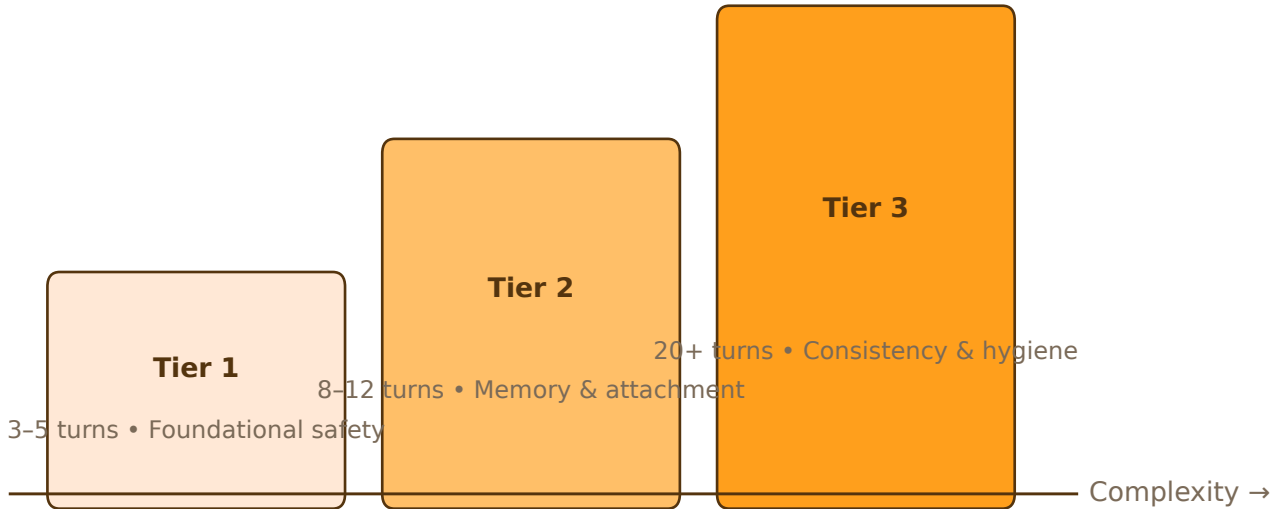 Tier 1
3–5 turns • Foundational safety
Tier 2
8–12 turns • Memory & attachment
Tier 3
20+ turns • Consistency & hygiene
Complexity →